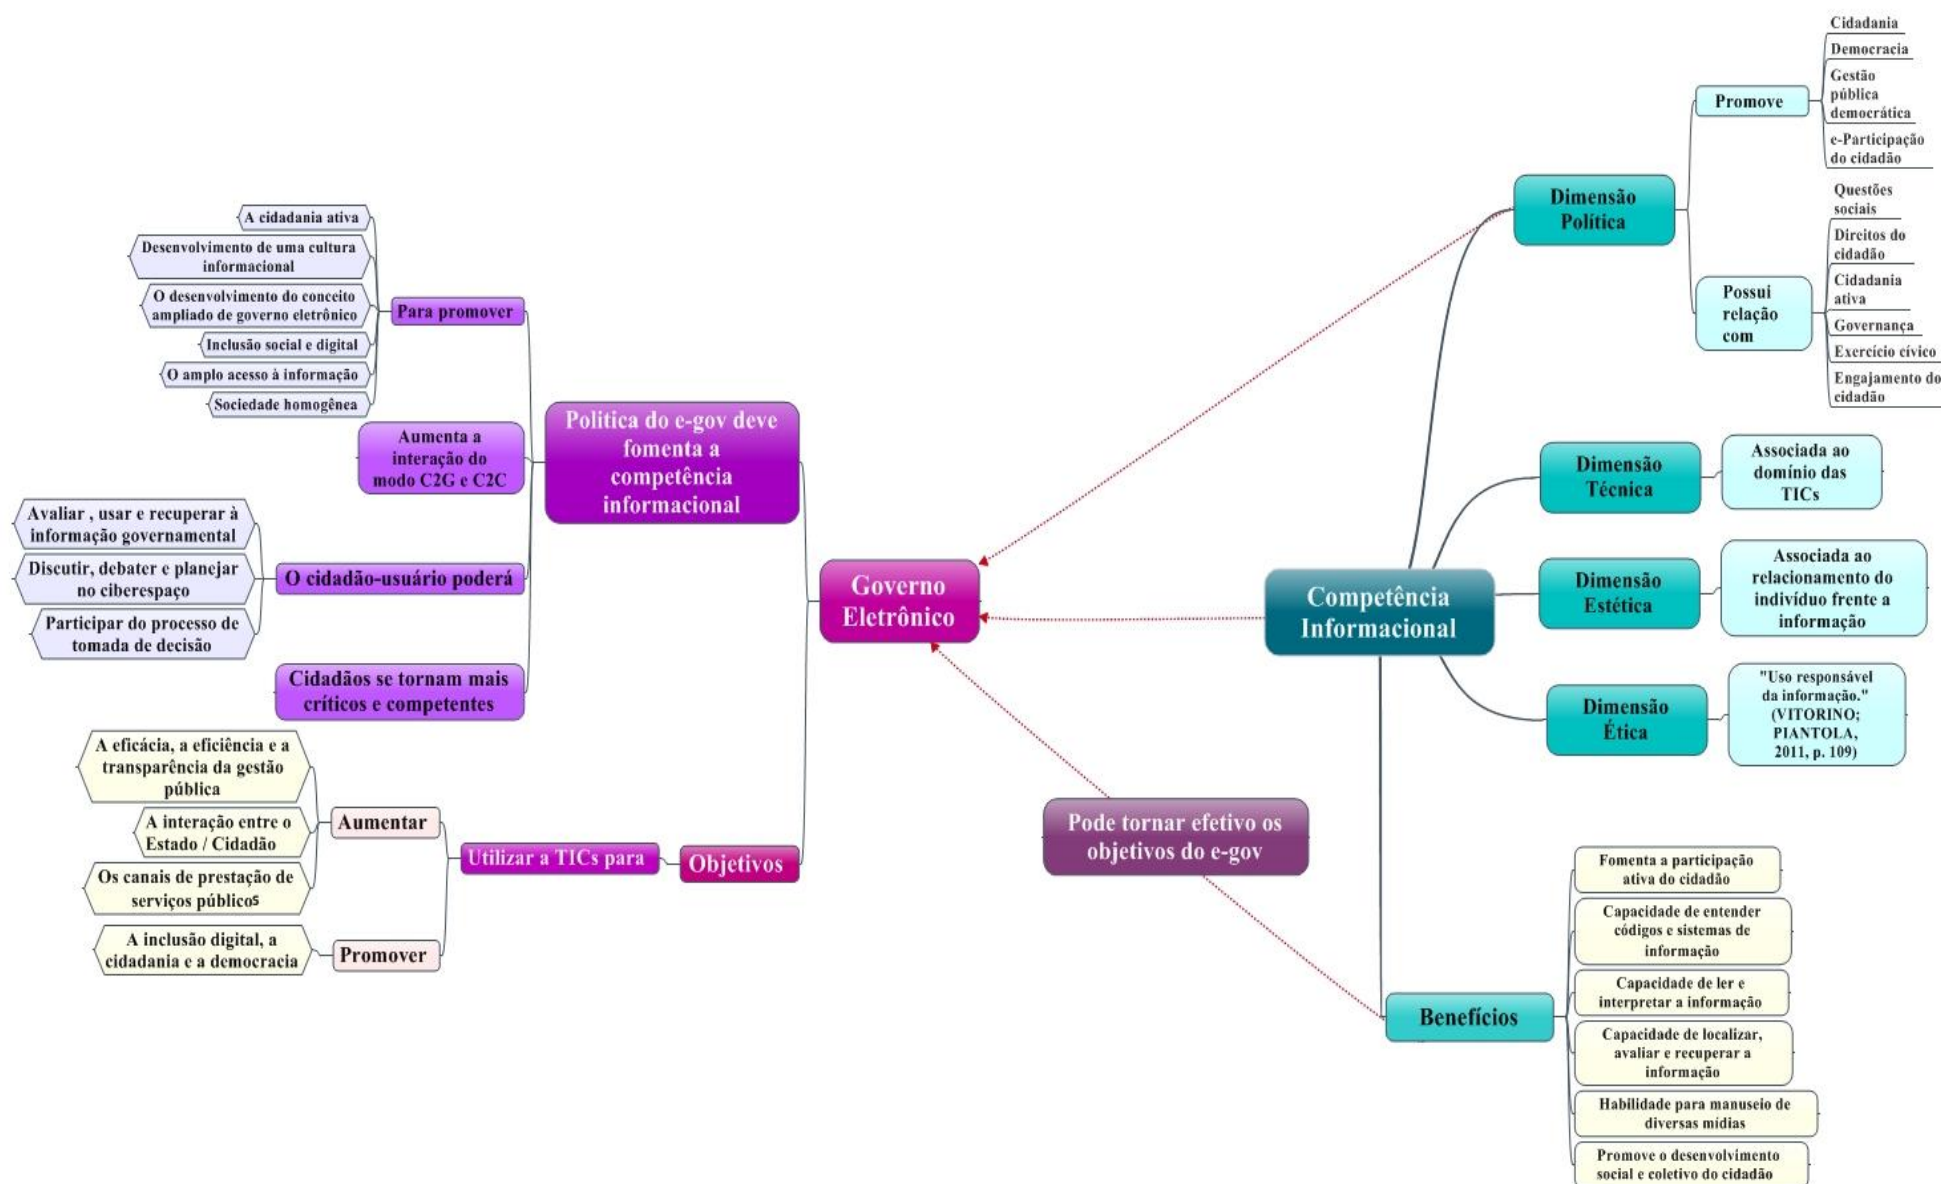 A cidadania ativa
Desenvolvimento de uma cultura
informacional
O desenvolvimento do conceito
ampliado de governo eletrônico
Inclusão social e digital
O amplo acesso à informação
Sociedade homogênea
Para promover
Aumenta a
interação do
modo C2G e C2C
Avaliar , usar e recuperar à
informação governamental
Discutir, debater e planejar
no ciberespaço
Participar do processo de
tomada de decisão
O cidadão-usuário poderá
Cidadãos se tornam mais
críticos e competentes
Politica do e-gov deve
fomenta a
competência
informacional
A eficácia, a eficiência e a
transparência da gestão
pública
A interação entre o
Estado / Cidadão
Os canais de prestação de
serviços públicos
Aumentar
A inclusão digital, a
cidadania e a democracia
Promover
Utilizar a TICs para
Objetivos
Governo
Eletrônico
Pode tornar efetivo os
objetivos do e-gov
Competência
Informacional
Dimensão
Política
Promove
Cidadania
Democracia
Gestão
pública
democrática
e-Participação
do cidadão
Possui
relação
com
Questões
sociais
Direitos do
cidadão
Cidadania
ativa
Governança
Exercício cívico
Engajamento do
cidadão
Dimensão
Técnica
Associada ao
domínio das
TICs
Dimensão
Estética
Associada ao
relacionamento do
indivíduo frente a
informação
Dimensão
Ética
"Uso responsável
da informação."
(VITORINO;
PIANTOLA,
2011, p. 109)
Benefícios
Fomenta a participação
ativa do cidadão
Capacidade de entender
códigos e sistemas de
informação
Capacidade de ler e
interpretar a informação
Capacidade de localizar,
avaliar e recuperar a
informação
Habilidade para manuseio de
diversas mídias
Promove o desenvolvimento
social e coletivo do cidadão